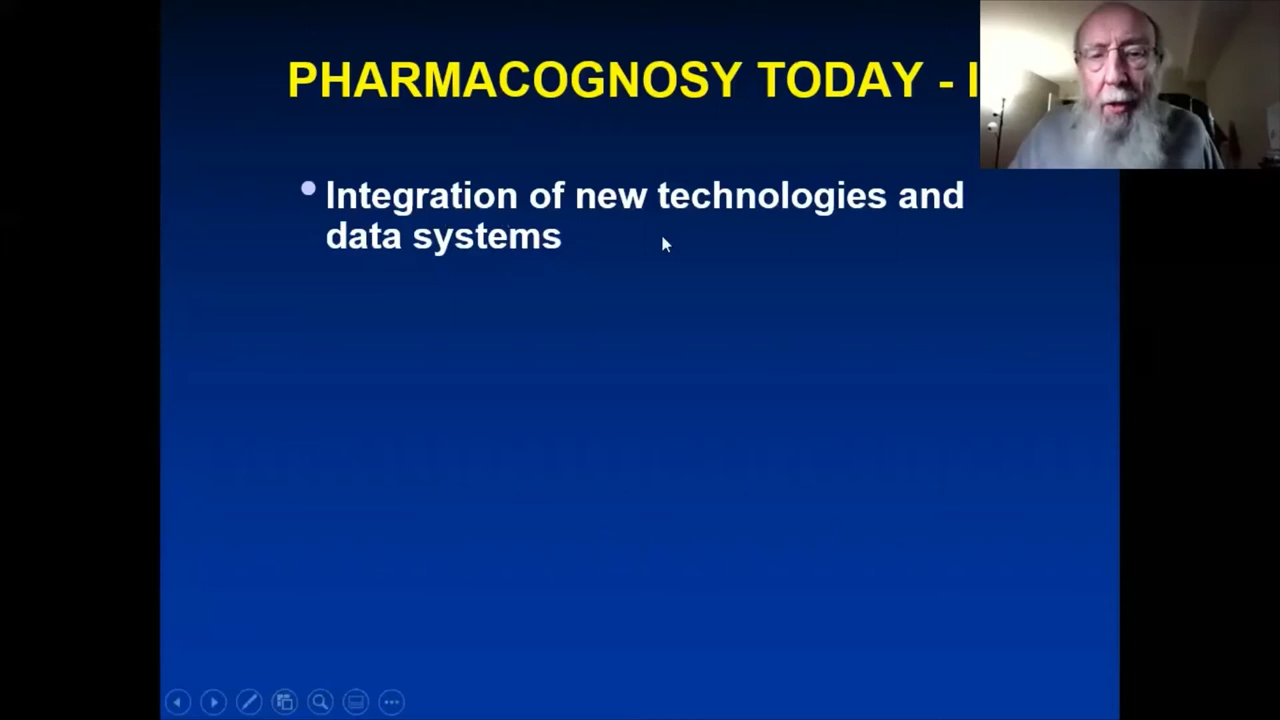 PHARMACOGNOSY TODAY - I
Integration of new technologies and
data systems